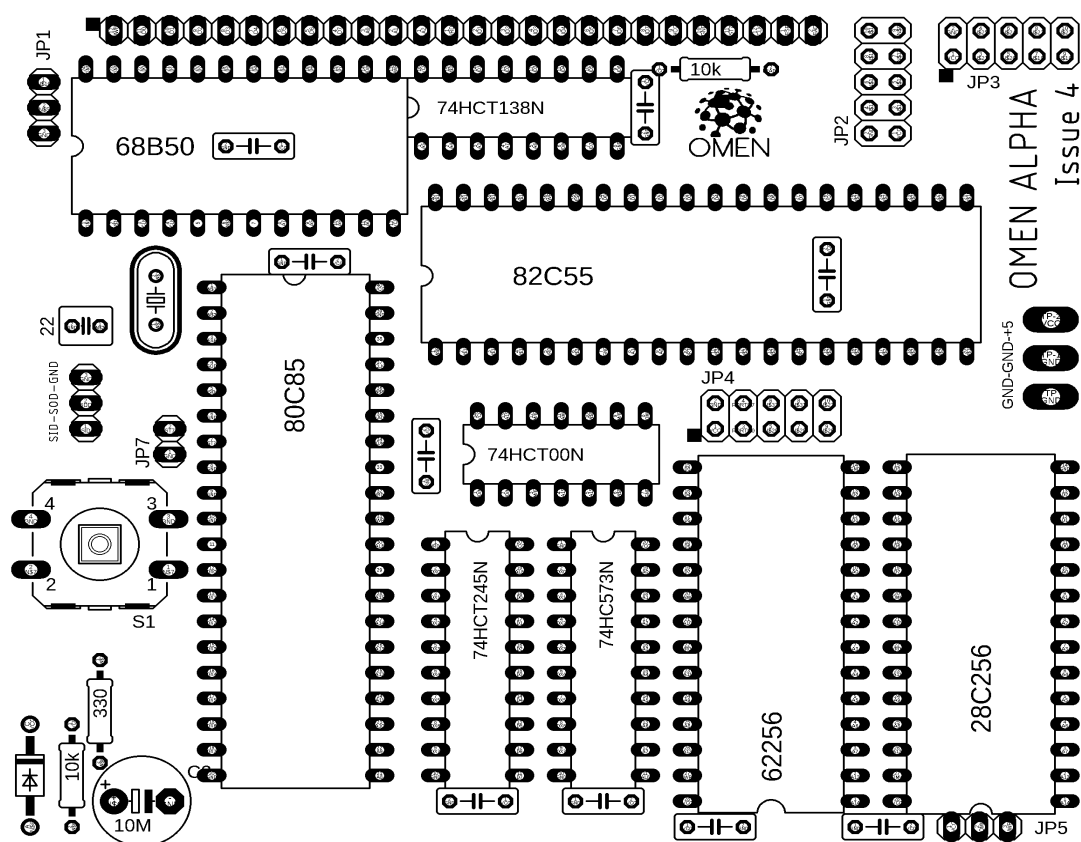 JP1
JP3
10k
74HCT138N
JP2
68B50
OMEN
OMEN ALPHA
Issue 4
82C55
22
GND-GND-+5
SID-SOD-GND
80C85
JP4
JP7
74HCT00N
4
3
2
1
S1
74HCT245N
74HC573N
28C256
62256
330
10k
+
10M
JP5